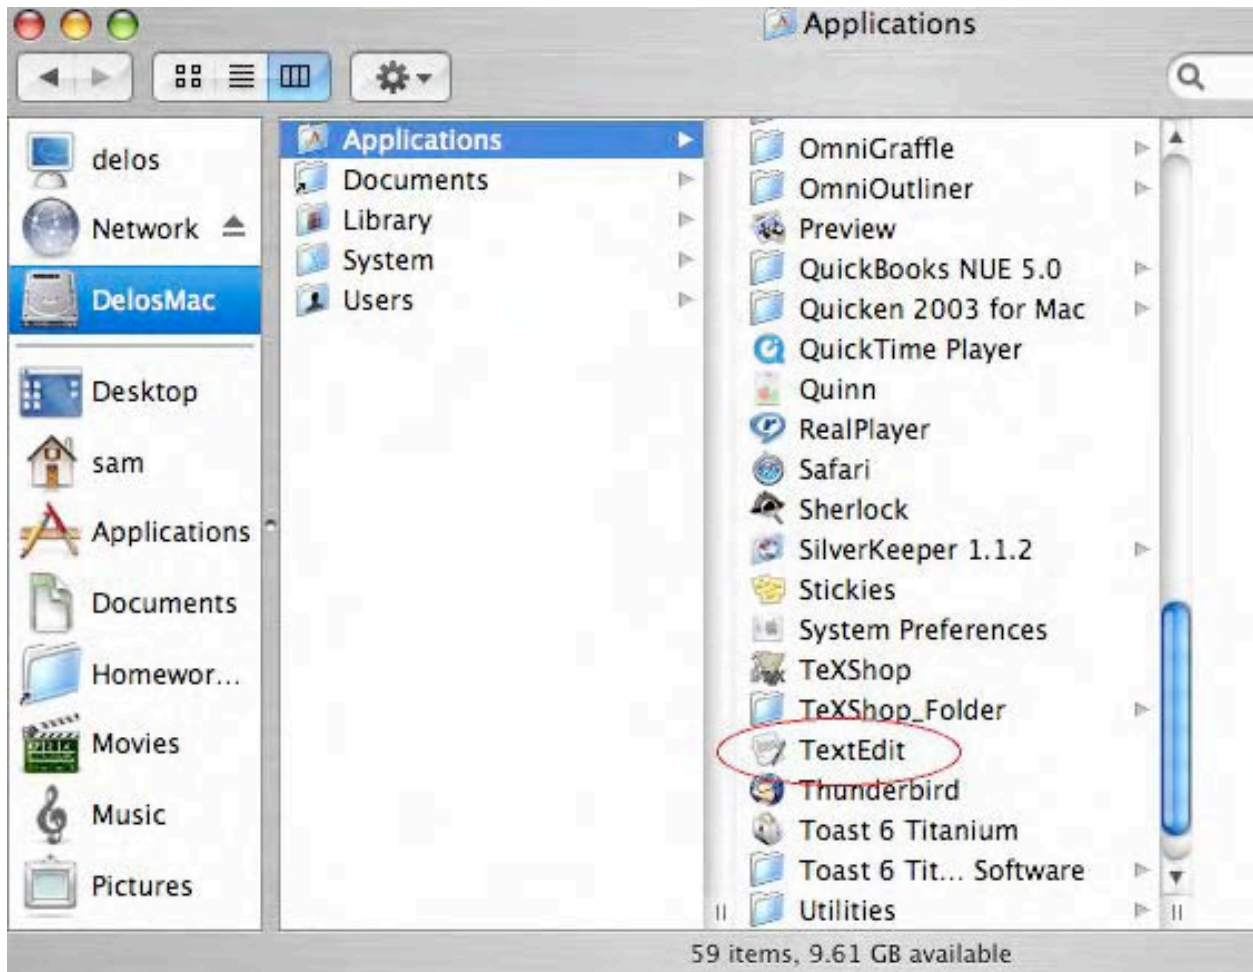 Applications
delos
Network
DelosMac
Desktop
sam
Applications
Documents
Homewor...
Movies
Music
Pictures
Applications
Documents
Library
System
Users
OmniGraffle
OmniOutliner
Preview
QuickBooks NUE 5.0
Quicken 2003 for Mac
QuickTime Player
Quinn
RealPlayer
Safari
Sherlock
SilverKeeper 1.1.2
Stickies
System Preferences
TeXShop
TeXShop_Folder
TextEdit
Thunderbird
Toast 6 Titanium
Toast 6 Tit... Software
Utilities
59 items, 9.61 GB available